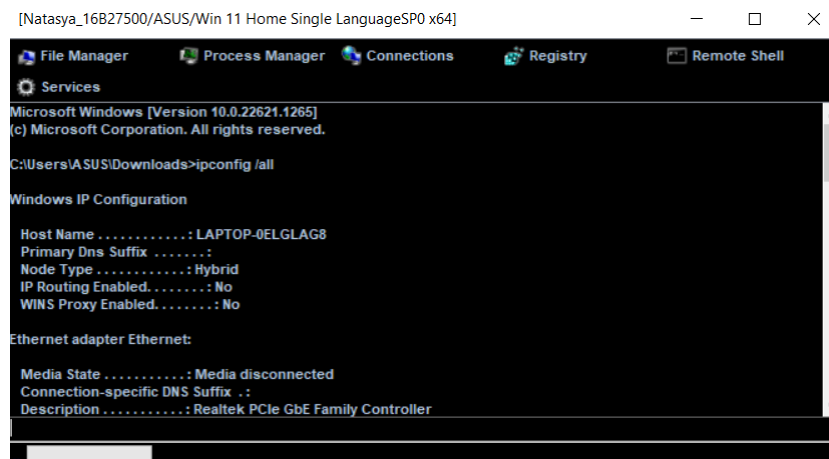 [Natasya_16B27500/ASUS/Win 11 Home Single LanguageSP0 x64]
File Manager Process Manager Connections Registry Remote Shell
Services
Microsoft Windows [Version 10.0.22621.1265]
(c) Microsoft Corporation. All rights reserved.
C:\Users\ASUS\Downloads>ipconfig /all
Windows IP Configuration
Host Name . . . . . . . . . . . . : LAPTOP-0ELGLAG8
Primary Dns Suffix . . . . . . . :
Node Type . . . . . . . . . . . . : Hybrid
IP Routing Enabled. . . . . . . . : No
WINS Proxy Enabled. . . . . . . . : No
Ethernet adapter Ethernet:
Media State . . . . . . . . . . . : Media disconnected
Connection-specific DNS Suffix . :
Description . . . . . . . . . . . : Realtek PCIe GbE Family Controller